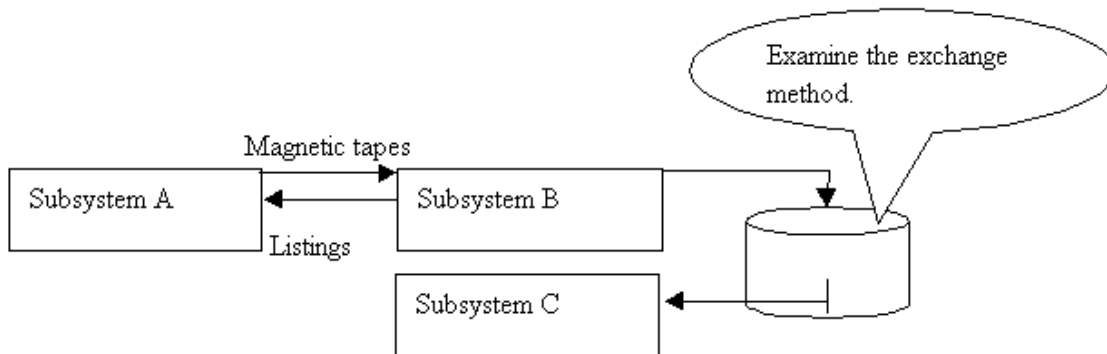 Examine the exchange
method.
Magnetic tapes
Subsystem A
Subsystem B
Listings
Subsystem C